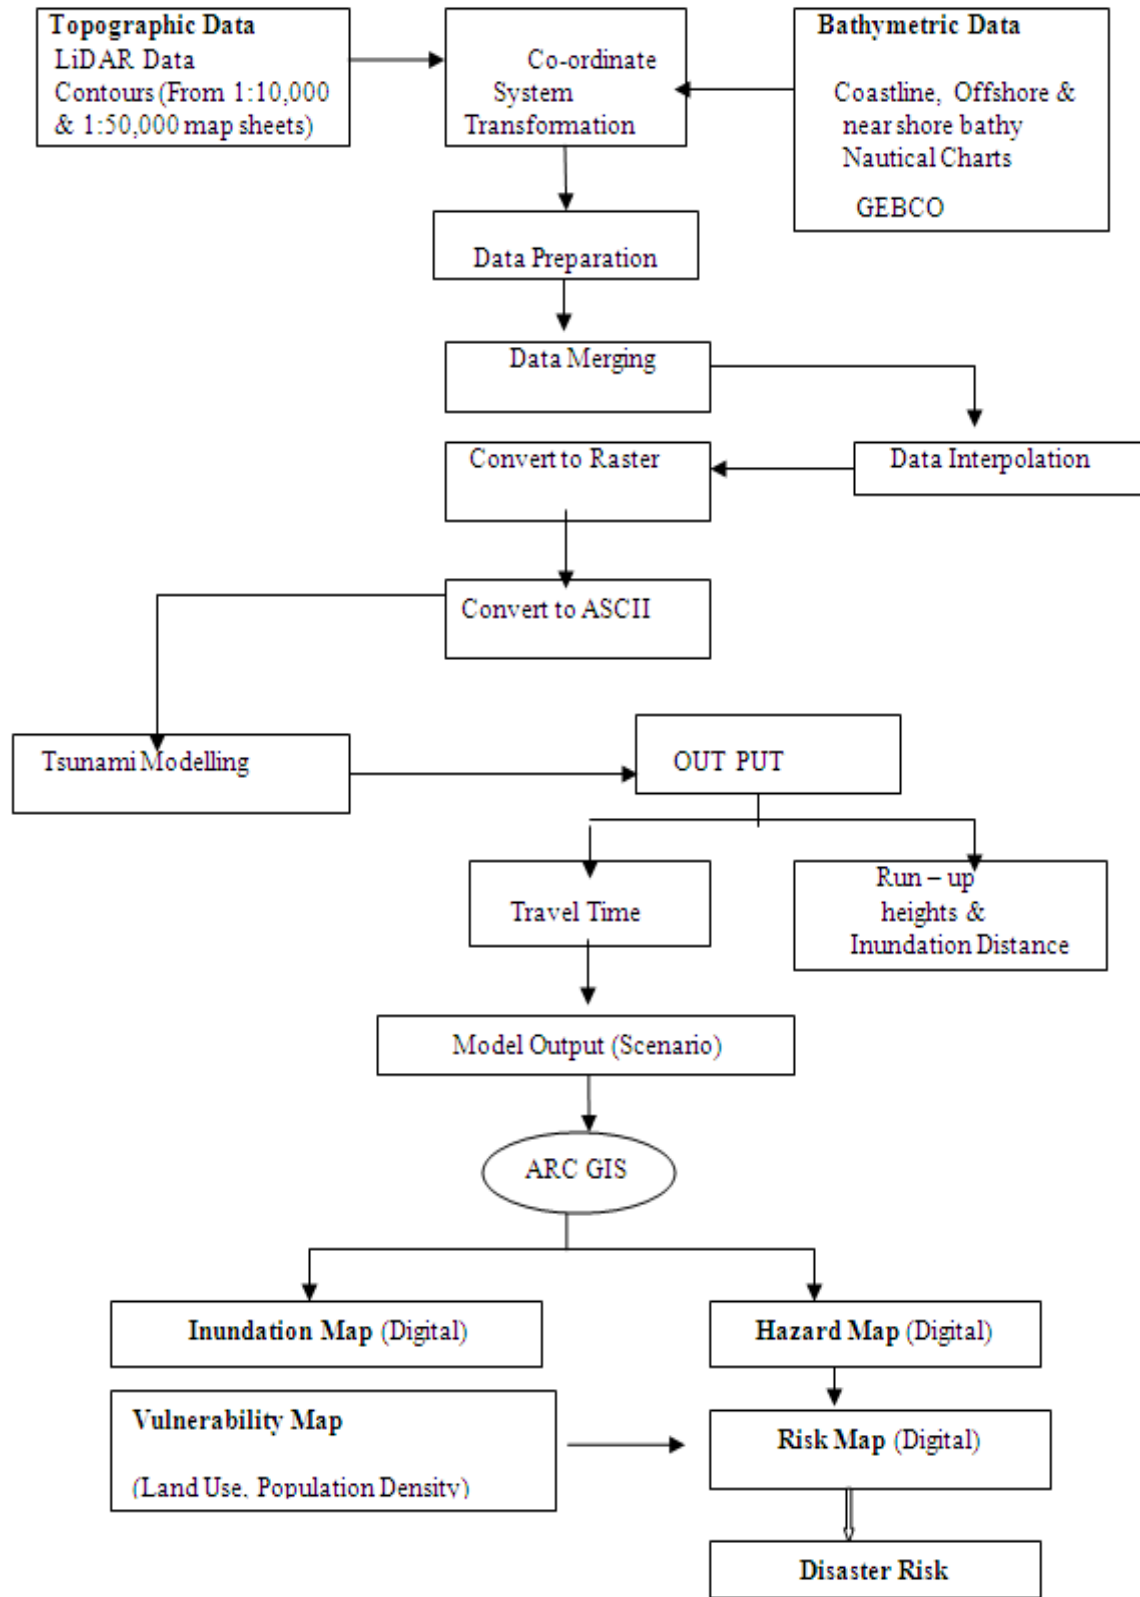 Topographic Data
LiDAR Data
Contours (From 1:10,000
& 1:50,000 map sheets)
Co-ordinate
System
Transformation
Bathymetric Data
Coastline, Offshore &
near shore bathy
Nautical Charts
GEBCO
Data Preparation
Data Merging
Convert to Raster
Data Interpolation
Convert to ASCII
Tsunami Modelling
OUT PUT
Travel Time
Run – up
heights &
Inundation Distance
Model Output (Scenario)
ARC GIS
Inundation Map (Digital)
Hazard Map (Digital)
Vulnerability Map
(Land Use, Population Density)
Risk Map (Digital)
Disaster Risk